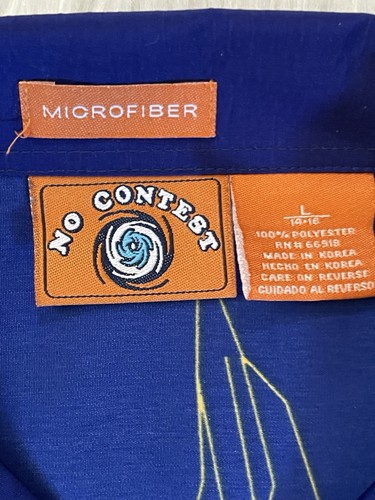 MICROFIBER
NO CONTEST
L
14-16
100% POLYESTER
RN# 66918
MADE IN KOREA
HECHO EN KOREA
CARE ON REVERSE
CUIDADO AL REVERSO